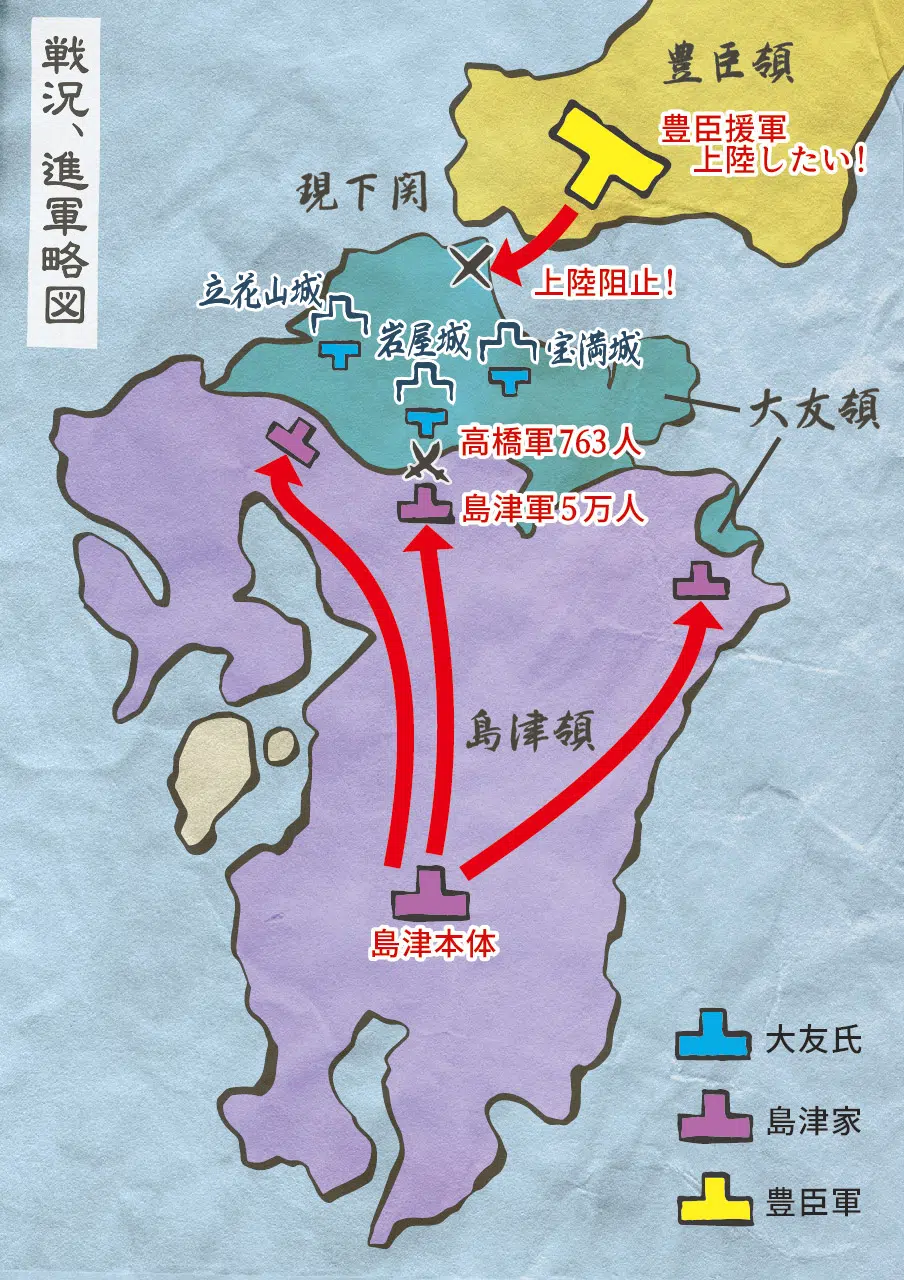 戦況、進軍略図
豊臣領
豊臣援軍
上陸したい！
現下関
上陸阻止！
立花山城
岩屋城
宝満城
大友領
高橋軍763人
島津軍5万人
島津領
島津本体
大友氏
島津家
豊臣軍